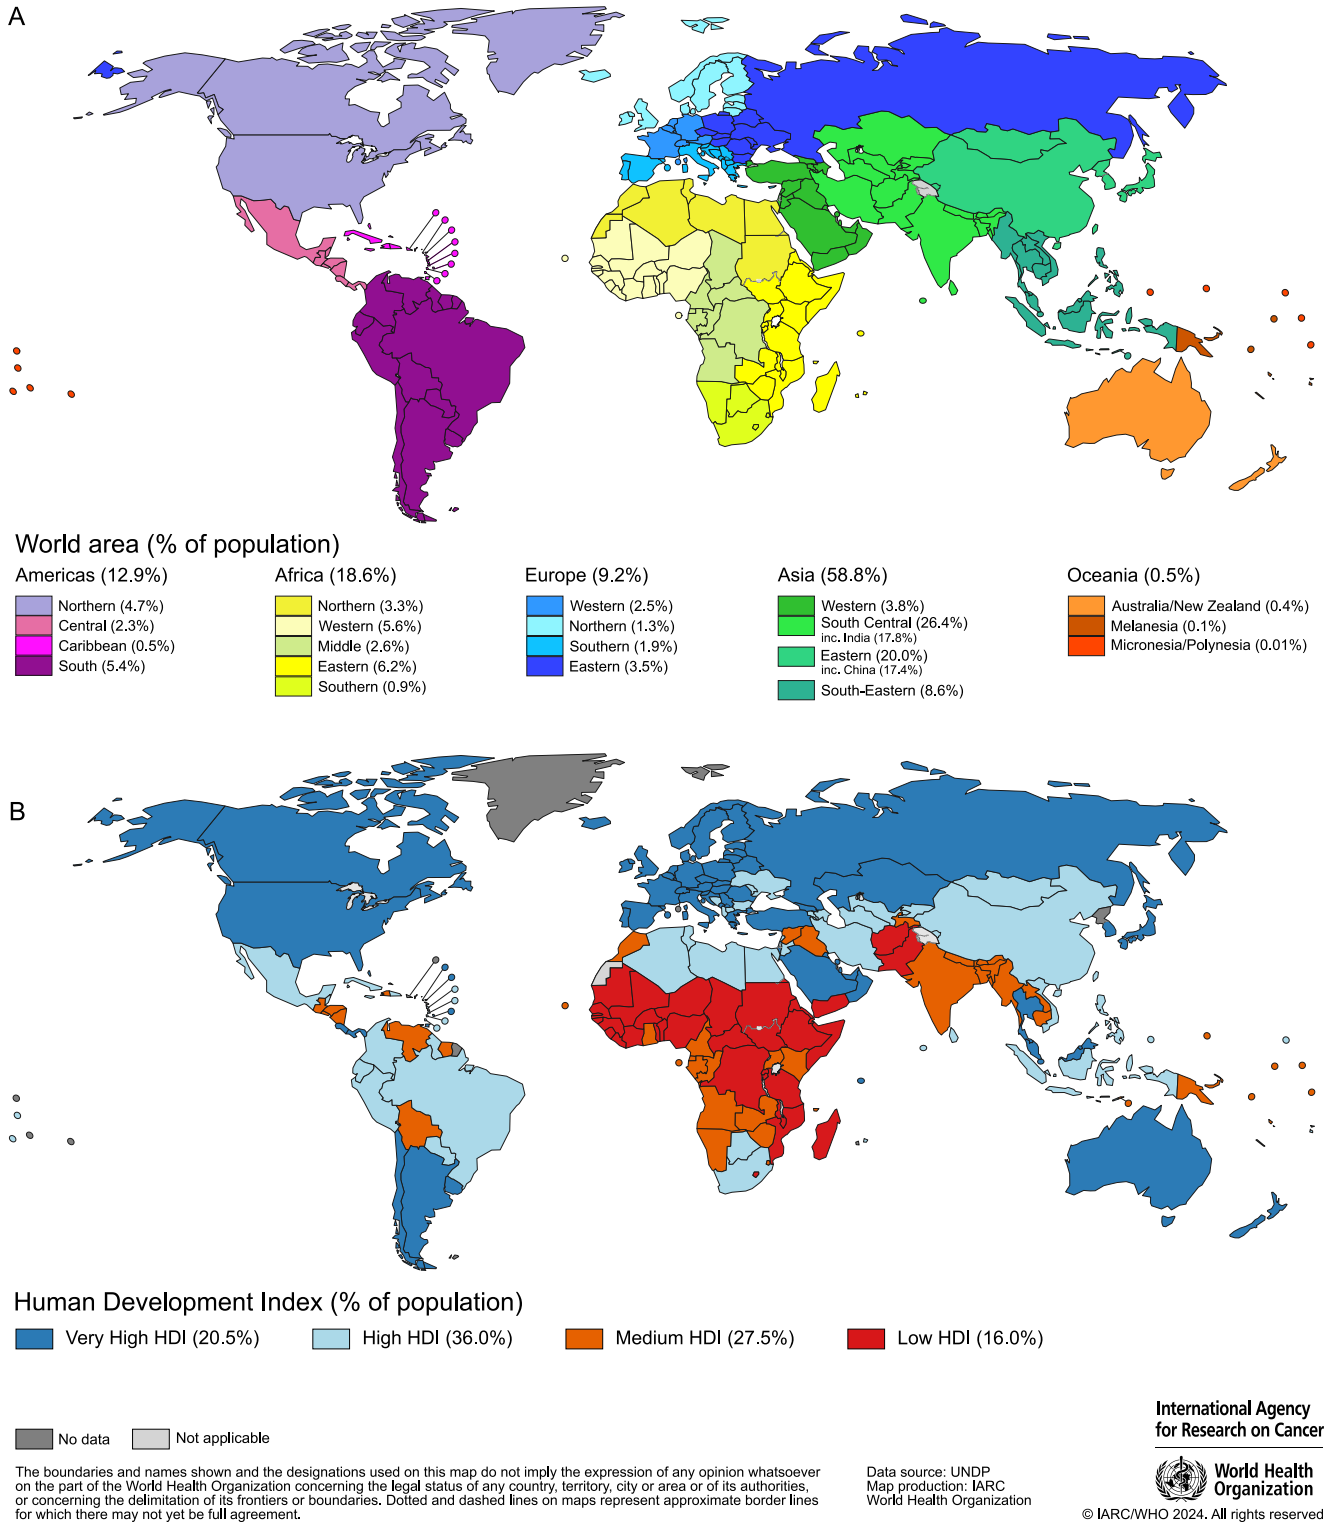 A
World area (% of population)
Americas (12.9%)
Northern (4.7%)
Central (2.3%)
Caribbean (0.5%)
South (5.4%)
Africa (18.6%)
Northern (3.3%)
Western (5.6%)
Middle (2.6%)
Eastern (6.2%)
Southern (0.9%)
Europe (9.2%)
Western (2.5%)
Northern (1.3%)
Southern (1.9%)
Eastern (3.5%)
Asia (58.8%)
Western (3.8%)
South Central (26.4%)
inc. India (17.8%)
Eastern (20.0%)
inc. China (17.4%)
South-Eastern (8.6%)
Oceania (0.5%)
Australia/New Zealand (0.4%)
Melanesia (0.1%)
Micronesia/Polynesia (0.01%)
B
Human Development Index (% of population)
Very High HDI (20.5%)
High HDI (36.0%)
Medium HDI (27.5%)
Low HDI (16.0%)
No data
Not applicable
The boundaries and names shown and the designations used on this map do not imply the expression of any opinion whatsoever
on the part of the World Health Organization concerning the legal status of any country, territory, city or area or of its authorities,
or concerning the delimitation of its frontiers or boundaries. Dotted and dashed lines on maps represent approximate border lines
for which there may not yet be full agreement.
Data source: UNDP
Map production: IARC
World Health Organization
International Agency
for Research on Cancer
World Health
Organization
© IARC/WHO 2024. All rights reserved